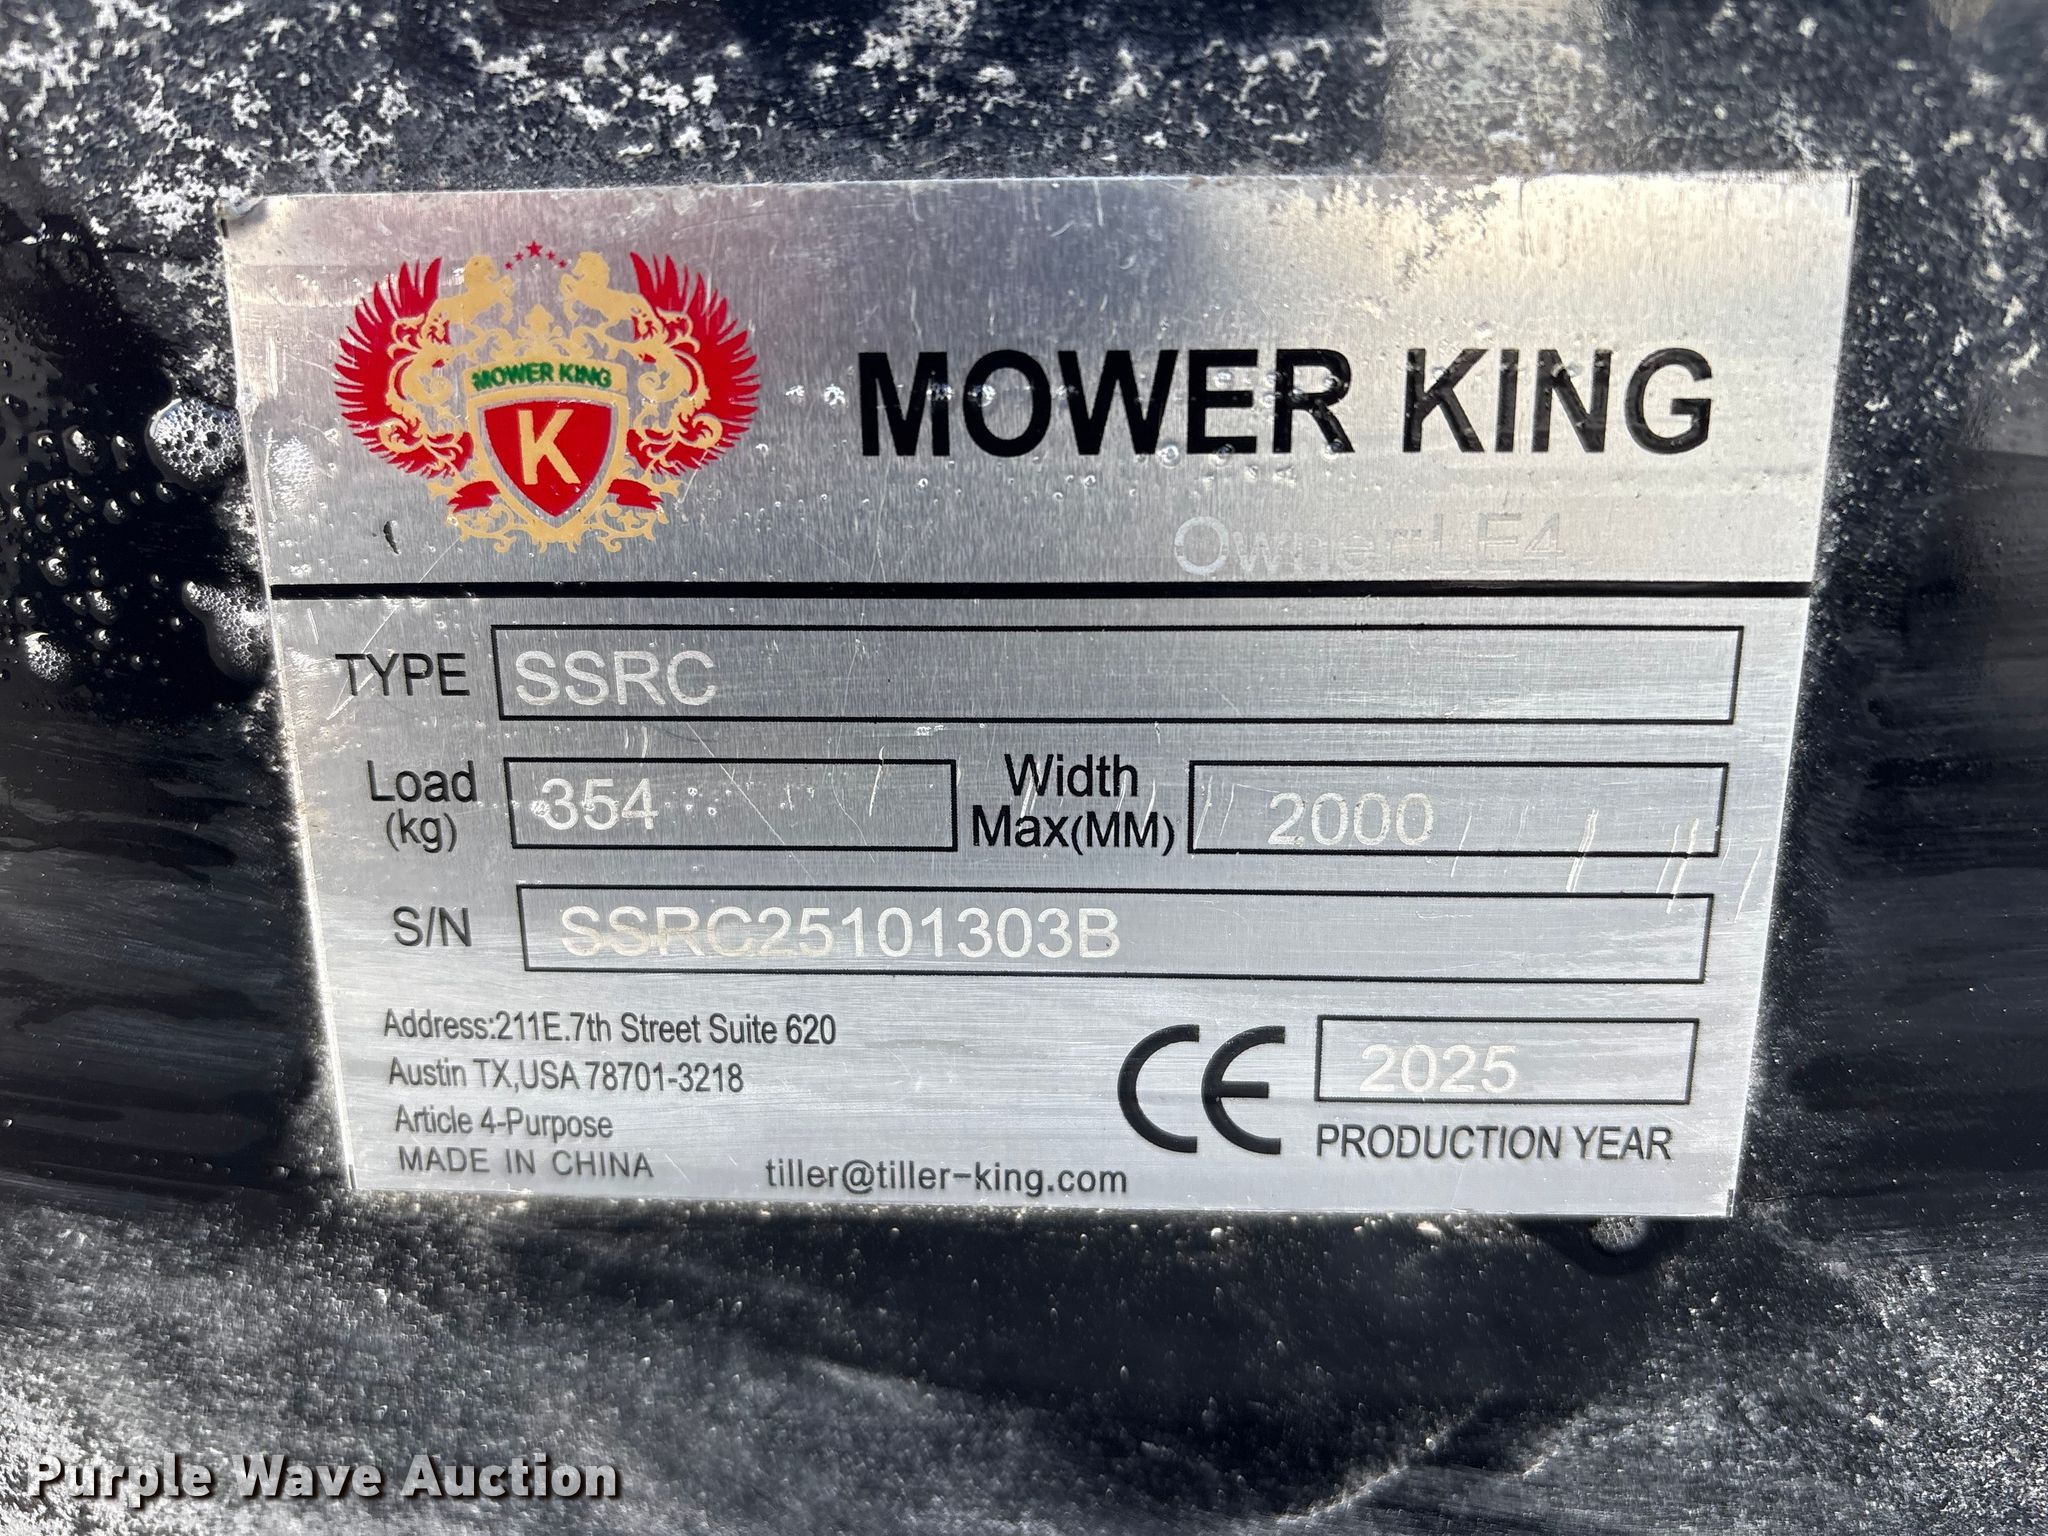 MOWER KING
K
MOWER KING
OwnerLE4
TYPE SSRC
Load (kg) 354 Width Max(MM) 2000
S/N SSRC25101303B
Address:211E.7th Street Suite 620
Austin TX,USA 78701-3218
Article 4-Purpose
MADE IN CHINA
tiller@tiller-king.com
CE 2025
PRODUCTION YEAR
Purple Wave Auction